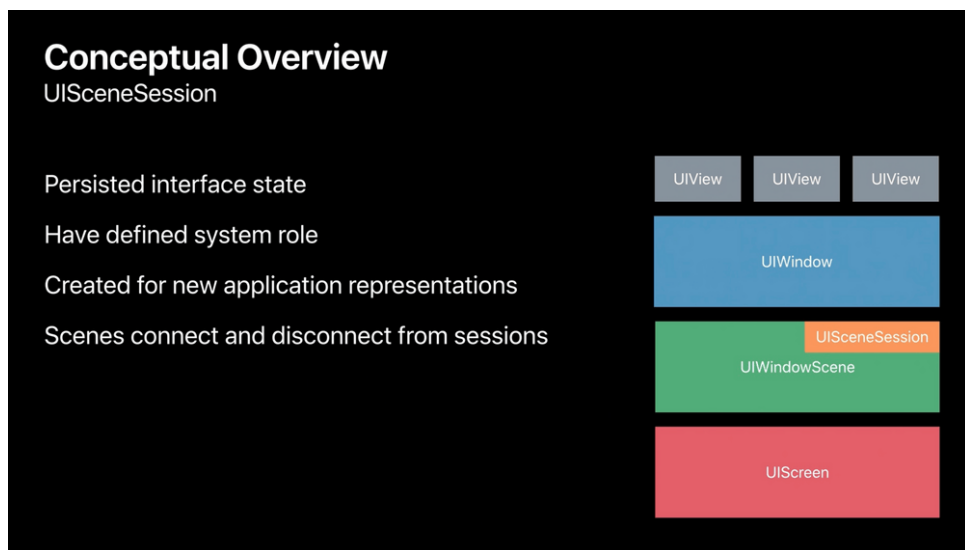 Conceptual Overview
UISceneSession
Persisted interface state
Have defined system role
Created for new application representations
Scenes connect and disconnect from sessions
UIView
UIView
UIView
UIWindow
UISceneSession
UIWindowScene
UIScreen